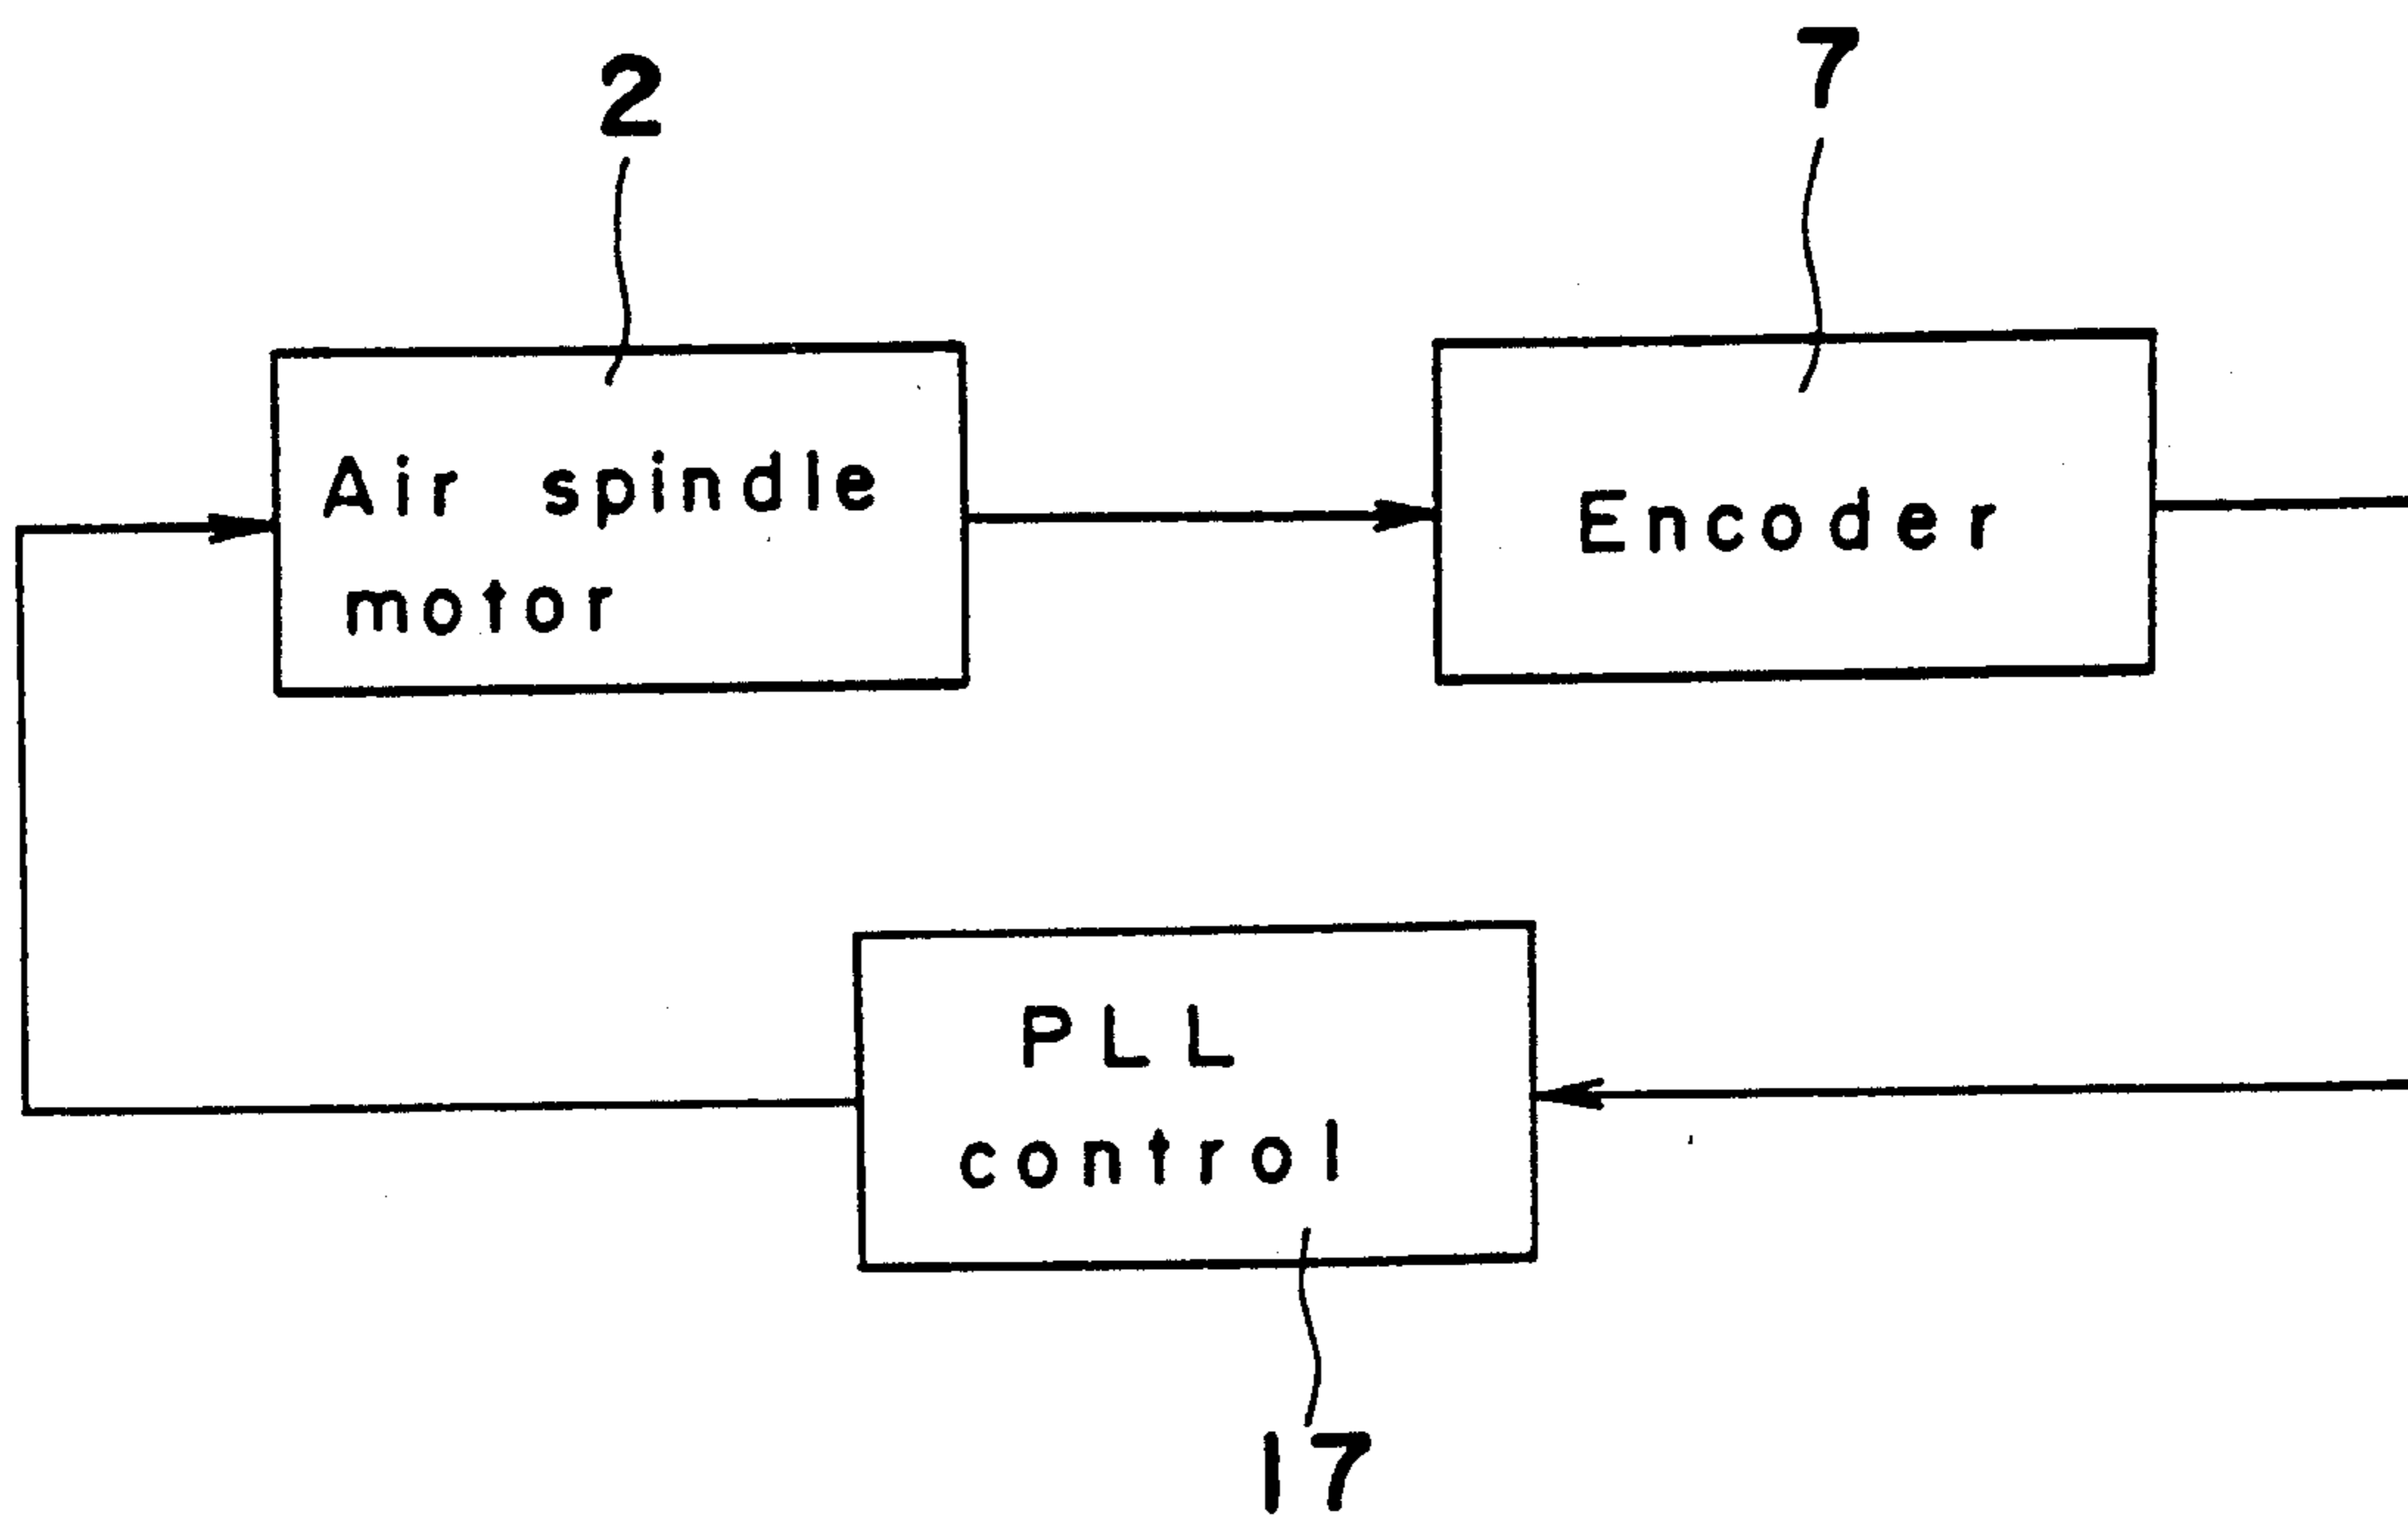 2
7
Air spindle
motor
Encoder
PLL
control
17